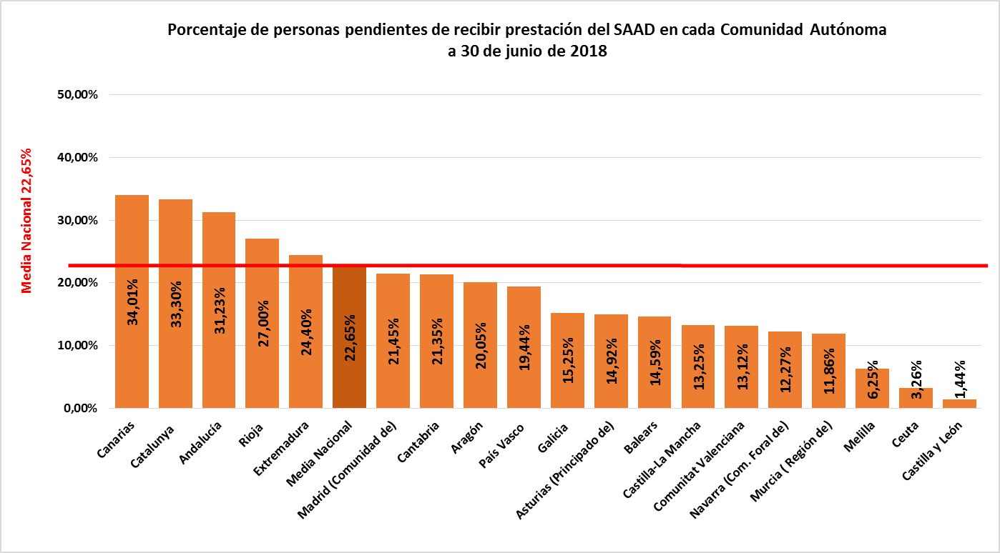 Porcentaje de personas pendientes de recibir prestación del SAAD en cada Comunidad Autónoma
a 30 de junio de 2018
Media Nacional 22,65%
50,00%
40,00%
30,00%
20,00%
10,00%
0,00%
34,01%
33,30%
31,23%
27,00%
24,40%
22,65%
21,45%
21,35%
20,05%
19,44%
15,25%
14,92%
14,59%
13,25%
13,12%
12,27%
11,86%
6,25%
3,26%
1,44%
Canarias
Catalunya
Andalucía
Rioja
Extremadura
Media Nacional
Madrid (Comunidad de)
Cantabria
Aragón
País Vasco
Galicia
Asturias (Principado de)
Balears
Castilla-La Mancha
Comunitat Valenciana
Navarra (Com. Foral de)
Murcia ( Región de)
Melilla
Ceuta
Castilla y León